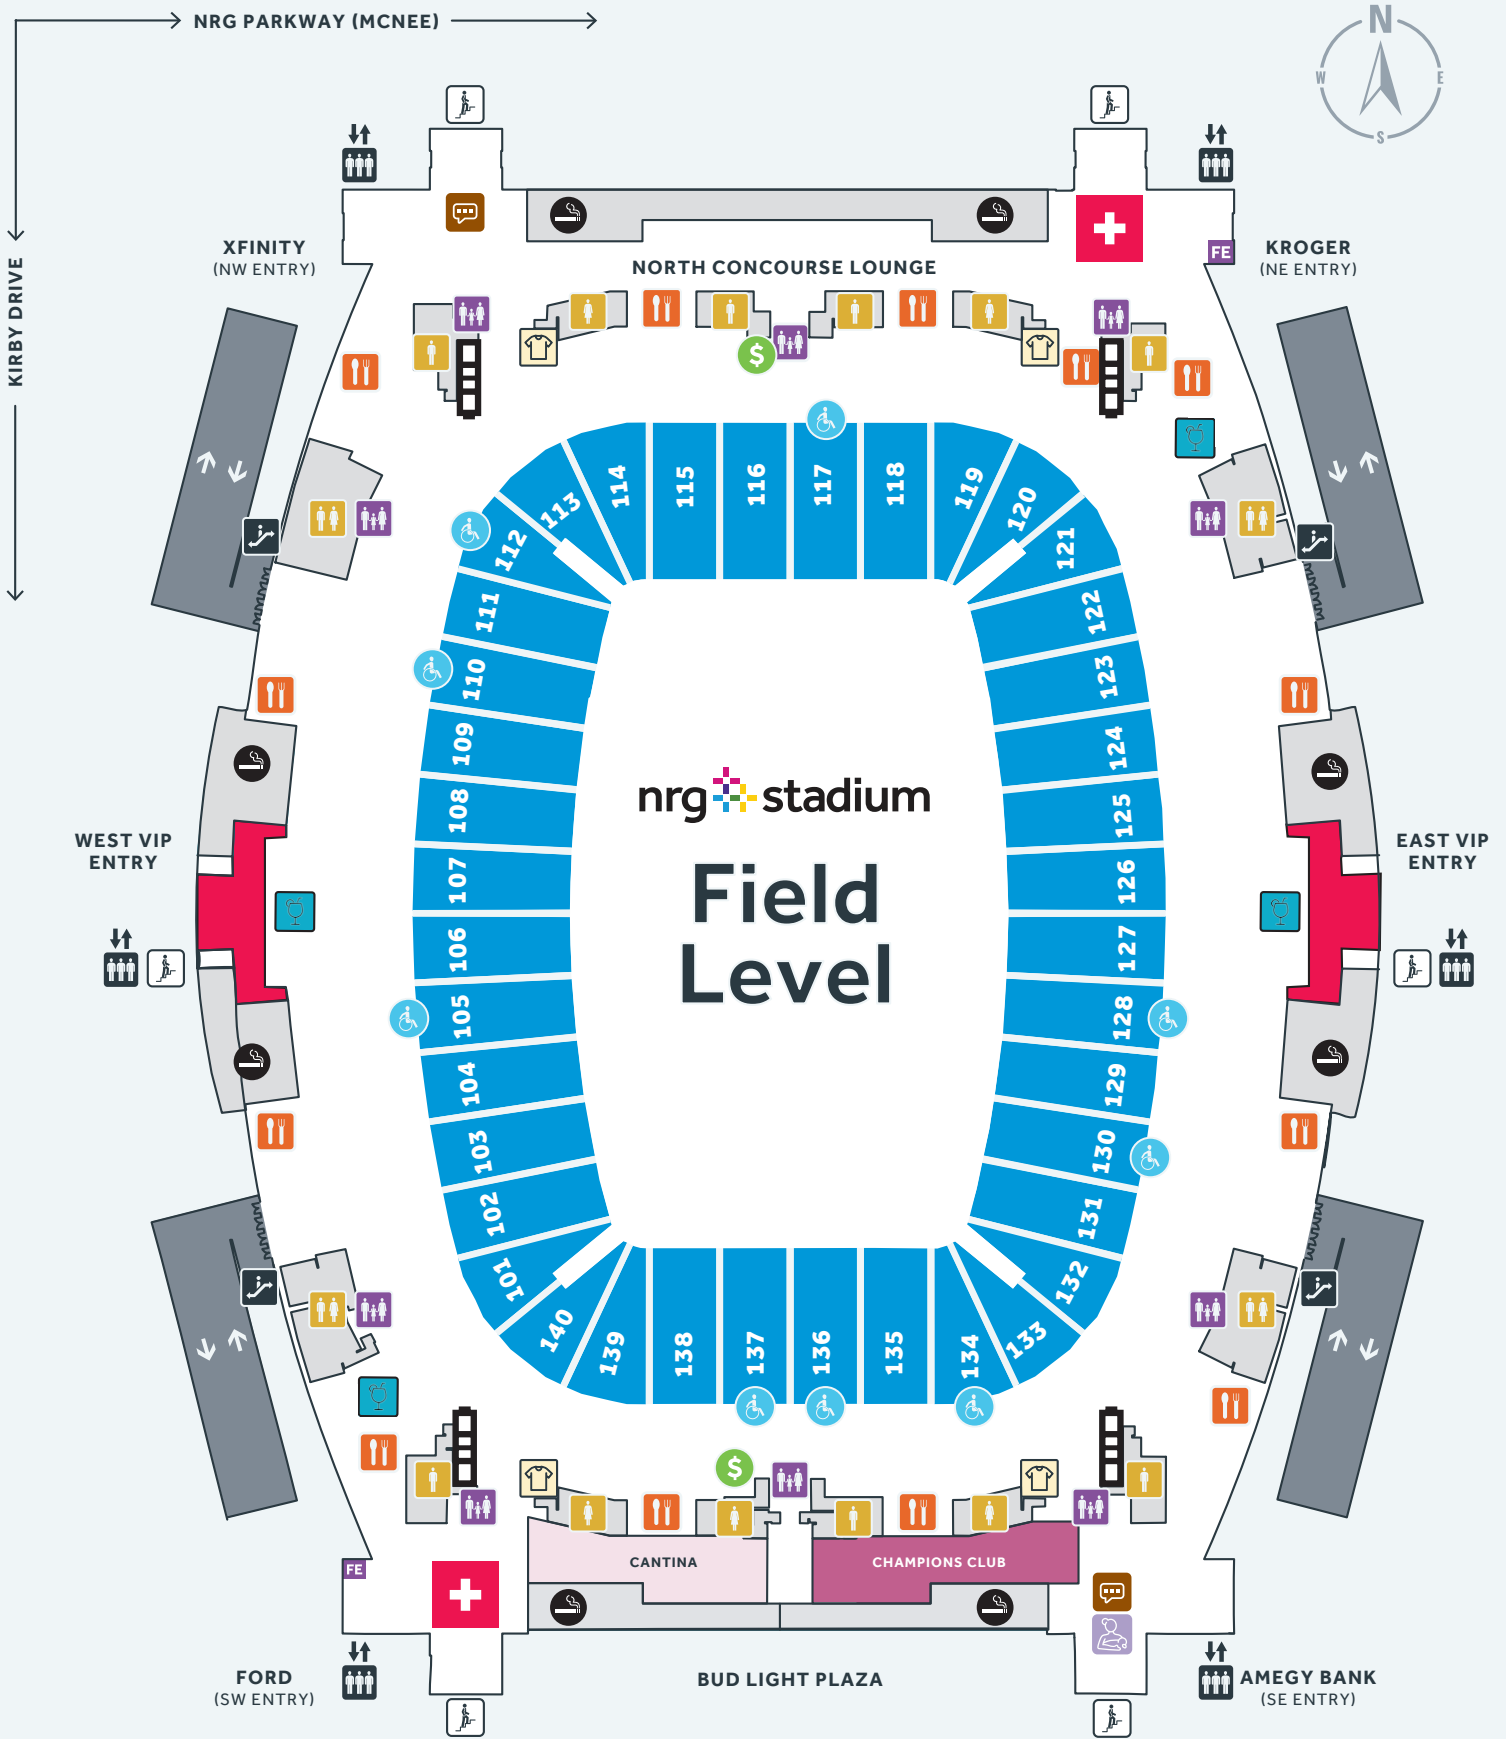 NRG PARKWAY (MCNEE)
N
W
E
S
KIRBY DRIVE
XFINITY
(NW ENTRY)
KROGER
(NE ENTRY)
FE
NORTH CONCOURSE LOUNGE
$
114
115
116
117
118
119
113
120
112
121
111
122
110
123
109
124
108
125
107
126
106
127
105
128
104
129
103
130
102
131
101
132
140
133
139
138
137
136
135
134
nrg stadium
Field
Level
WEST VIP
ENTRY
EAST VIP
ENTRY
$
CANTINA
CHAMPIONS CLUB
FE
FORD
(SW ENTRY)
BUD LIGHT PLAZA
AMEGY BANK
(SE ENTRY)